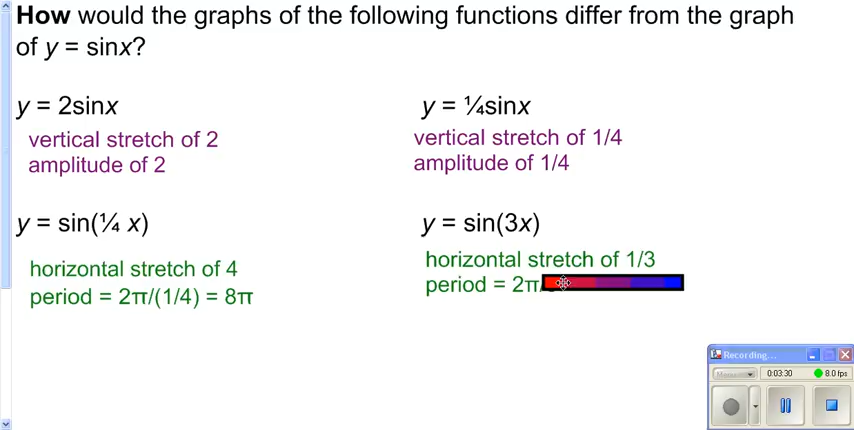 How would the graphs of the following functions differ from the graph
of y = sinx?
y = 2sinx
vertical stretch of 2
amplitude of 2
y = ¼sinx
vertical stretch of 1/4
amplitude of 1/4
y = sin(¼ x)
horizontal stretch of 4
period = 2π/(1/4) = 8π
y = sin(3x)
horizontal stretch of 1/3
period = 2π/
Recording...
Menus
0:03:30
8.0 fps